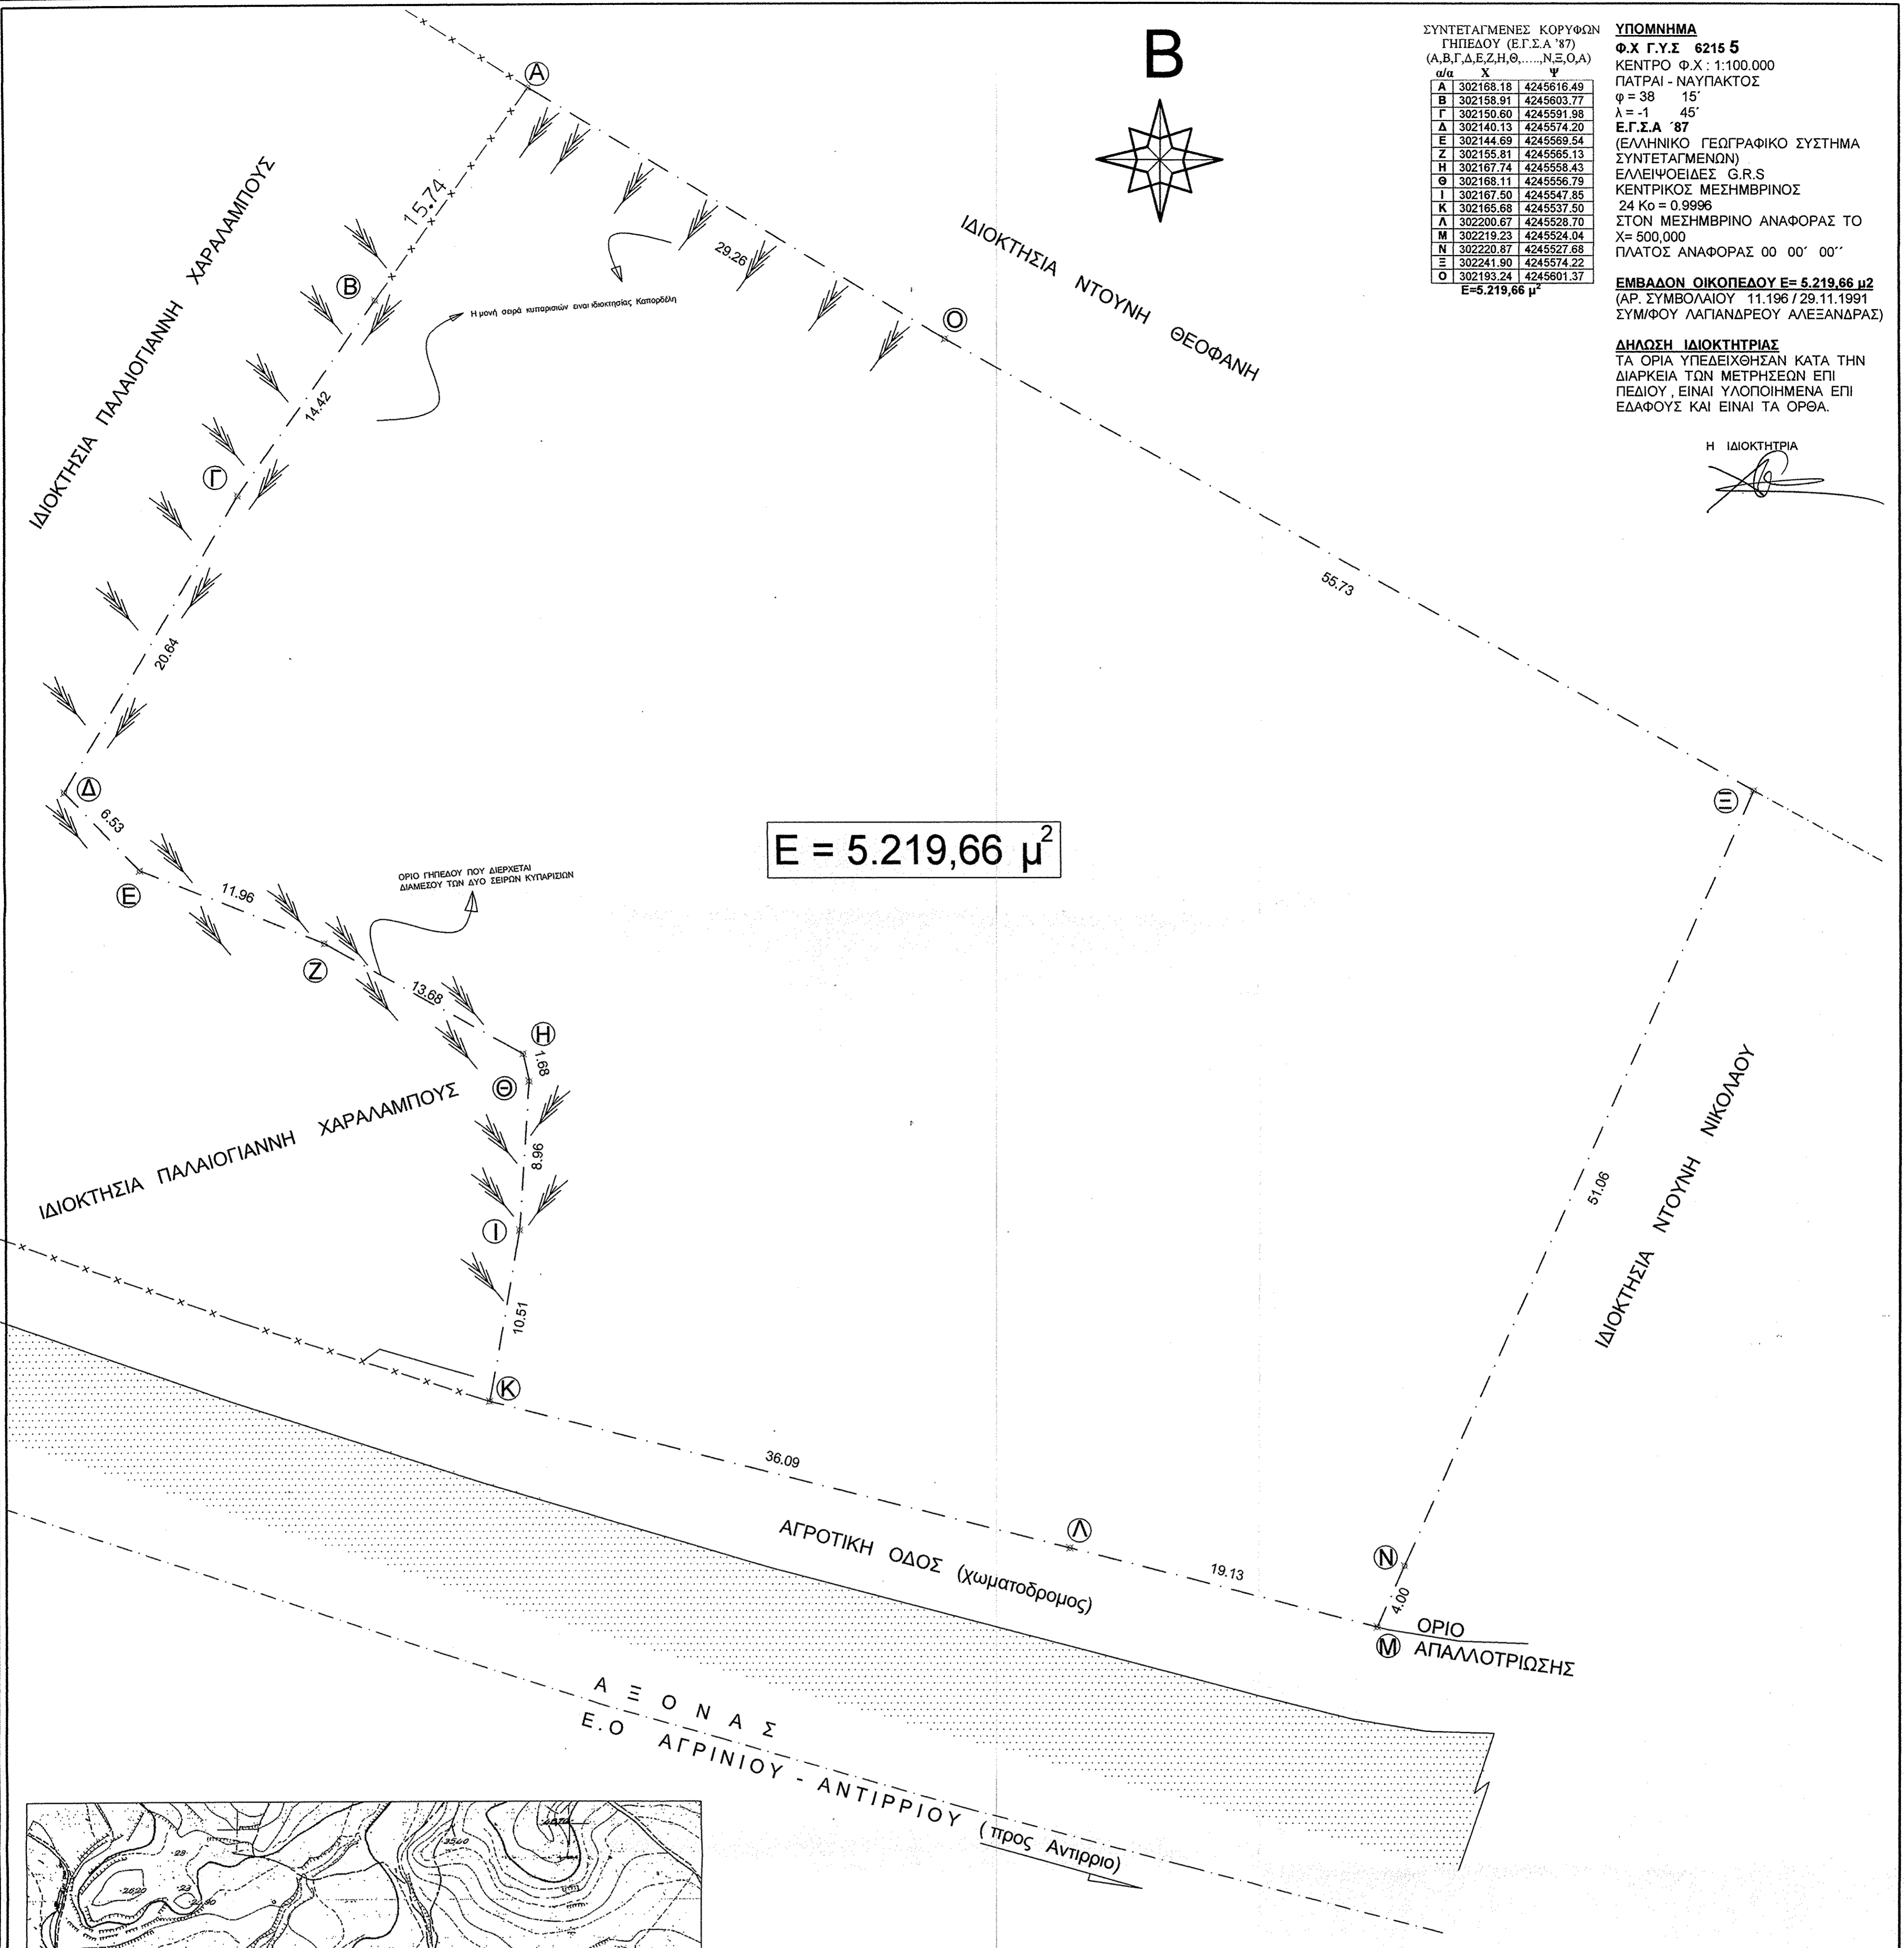 Β
ΣΥΝΤΕΤΑΓΜΕΝΕΣ ΚΟΡΥΦΩΝ
ΓΗΠΕΔΟΥ (Ε.Γ.Σ.Α '87)
(Α,Β,Γ,Δ,Ε,Ζ,Η,Θ,.....,Ν,Ξ,Ο,Α)
α/α Χ Ψ
Α 302168.18 4245616.49
Β 302158.91 4245603.77
Γ 302150.60 4245591.98
Δ 302140.13 4245574.20
Ε 302144.69 4245569.54
Ζ 302155.81 4245565.13
Η 302167.74 4245558.43
Θ 302168.11 4245556.79
Ι 302167.50 4245547.85
Κ 302165.68 4245537.50
Λ 302200.67 4245528.70
Μ 302219.23 4245524.04
Ν 302220.87 4245527.68
Ξ 302241.90 4245574.22
Ο 302193.24 4245601.37
Ε=5.219,66 μ²
ΥΠΟΜΝΗΜΑ
Φ.Χ Γ.Υ.Σ 6215 5
ΚΕΝΤΡΟ Φ.Χ : 1:100.000
ΠΑΤΡΑΙ - ΝΑΥΠΑΚΤΟΣ
φ = 38 15´
λ = -1 45´
Ε.Γ.Σ.Α ´87
(ΕΛΛΗΝΙΚΟ ΓΕΩΓΡΑΦΙΚΟ ΣΥΣΤΗΜΑ
ΣΥΝΤΕΤΑΓΜΕΝΩΝ)
ΕΛΛΕΙΨΟΕΙΔΕΣ G.R.S
ΚΕΝΤΡΙΚΟΣ ΜΕΣΗΜΒΡΙΝΟΣ
24 Κο = 0.9996
ΣΤΟΝ ΜΕΣΗΜΒΡΙΝΟ ΑΝΑΦΟΡΑΣ ΤΟ
Χ= 500,000
ΠΛΑΤΟΣ ΑΝΑΦΟΡΑΣ 00 00´ 00´´
ΕΜΒΑΔΟΝ ΟΙΚΟΠΕΔΟΥ Ε= 5.219,66 μ2
(ΑΡ. ΣΥΜΒΟΛΑΙΟΥ 11.196 / 29.11.1991
ΣΥΜ/ΦΟΥ ΛΑΓΙΑΝΔΡΕΟΥ ΑΛΕΞΑΝΔΡΑΣ)
ΔΗΛΩΣΗ ΙΔΙΟΚΤΗΤΡΙΑΣ
ΤΑ ΟΡΙΑ ΥΠΕΔΕΙΧΘΗΣΑΝ ΚΑΤΑ ΤΗΝ
ΔΙΑΡΚΕΙΑ ΤΩΝ ΜΕΤΡΗΣΕΩΝ ΕΠΙ
ΠΕΔΙΟΥ , ΕΙΝΑΙ ΥΛΟΠΟΙΗΜΕΝΑ ΕΠΙ
ΕΔΑΦΟΥΣ ΚΑΙ ΕΙΝΑΙ ΤΑ ΟΡΘΑ.
Η ΙΔΙΟΚΤΗΤΡΙΑ
Α
15.74
29.26
ΙΔΙΟΚΤΗΣΙΑ ΠΑΛΑΙΟΓΙΑΝΝΗ ΧΑΡΑΛΑΜΠΟΥΣ
ΙΔΙΟΚΤΗΣΙΑ ΝΤΟΥΝΗ ΘΕΟΦΑΝΗ
Β
Η μονή σειρά κυπαρισιών ειναι ιδιοκτησίας Καπορδέλη
Ο
14.42
Γ
55.73
20.64
Δ
Ξ
6.53
Ε = 5.219,66 μ²
Ε
11.96
ΟΡΙΟ ΓΗΠΕΔΟΥ ΠΟΥ ΔΙΕΡΧΕΤΑΙ
ΔΙΑΜΕΣΟΥ ΤΩΝ ΔΥΟ ΣΕΙΡΩΝ ΚΥΠΑΡΙΣΙΩΝ
Ζ
13.68
Η
1.68
Θ
ΙΔΙΟΚΤΗΣΙΑ ΠΑΛΑΙΟΓΙΑΝΝΗ ΧΑΡΑΛΑΜΠΟΥΣ
8.96
51.06
ΙΔΙΟΚΤΗΣΙΑ ΝΤΟΥΝΗ ΝΙΚΟΛΑΟΥ
Ι
10.51
Κ
36.09
Λ
19.13
Ν
4.00
ΑΓΡΟΤΙΚΗ ΟΔΟΣ (χωματοδρομος)
ΟΡΙΟ
Μ ΑΠΑΛΛΟΤΡΙΩΣΗΣ
ΑΞΟΝΑΣ
Ε.Ο ΑΓΡΙΝΙΟΥ - ΑΝΤΙΡΡΙΟΥ (προς Αντιρριο)